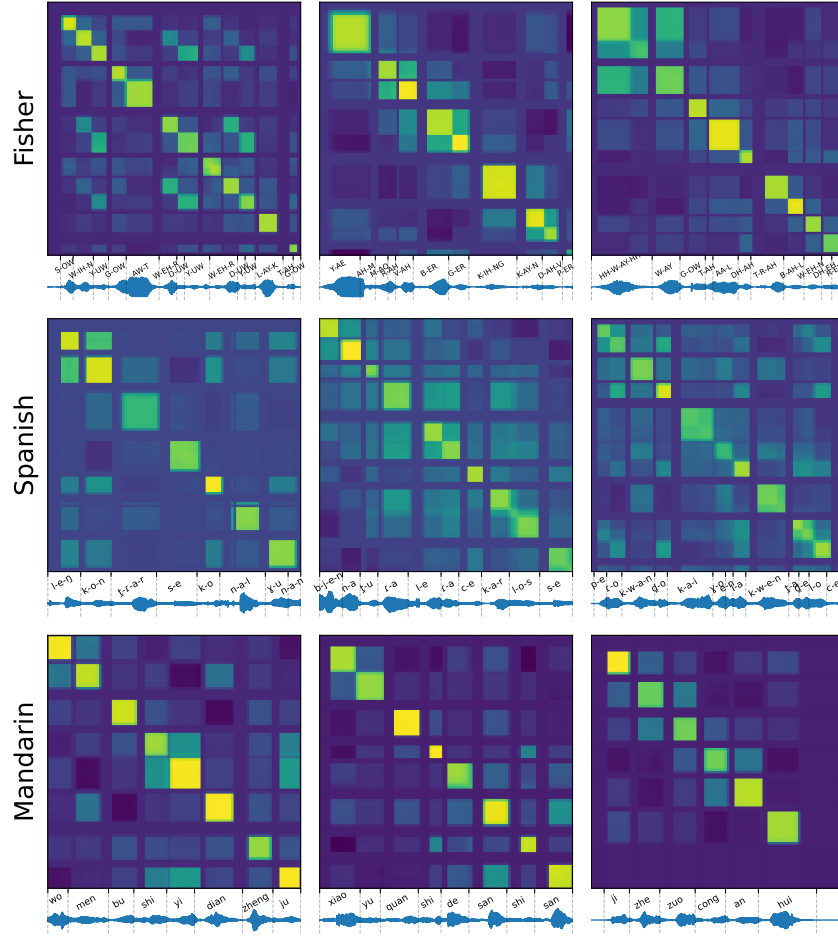 Fisher
S-OW W-IH-N Y-UW G-OW AW-T W-EH-R D-UW Y-UW W-EH-R D-UW Y-UW L-AY-K T-AH G-OW
Y-AE AH-M V-AH B-ER G-ER K-IH-NG K-AY-N D-AH-V
HH-W-AY-HH W-AY G-OW T-AH AA-L DH-AH T-R-AH B-AH-L W-EH-N
Spanish
l-e-n k-o-n s-e k-o n-a-l n-a-n
b-j-e-n n-a r-a l-e r-a c-e k-a-r l-o-s s-e
p-e r-o k-w-a-n d-o k-a-i k-w-e-n t-o c-e
Mandarin
wo men bu shi yi dian zheng ju
xiao yu quan shi de san shi san
ji zhe zuo cong an hui